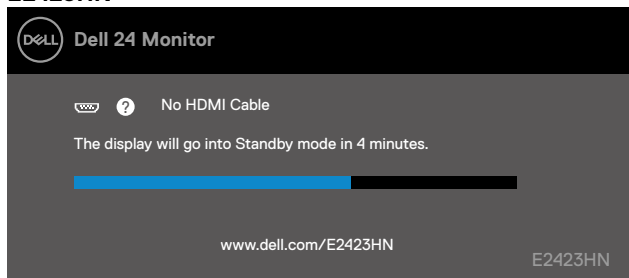 DELL Dell 24 Monitor
? No HDMI Cable
The display will go into Standby mode in 4 minutes.
www.dell.com/E2423HN
E2423HN